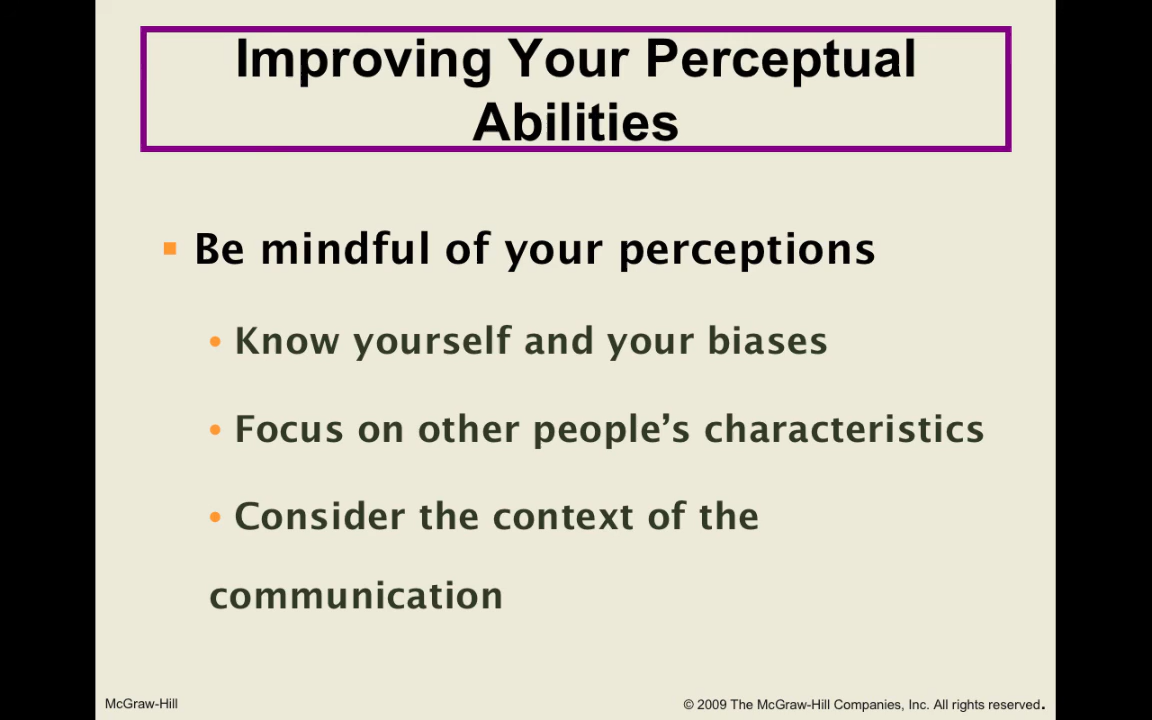 Improving Your Perceptual
Abilities
▪ Be mindful of your perceptions
• Know yourself and your biases
• Focus on other people’s characteristics
• Consider the context of the
communication
McGraw-Hill
© 2009 The McGraw-Hill Companies, Inc. All rights reserved.